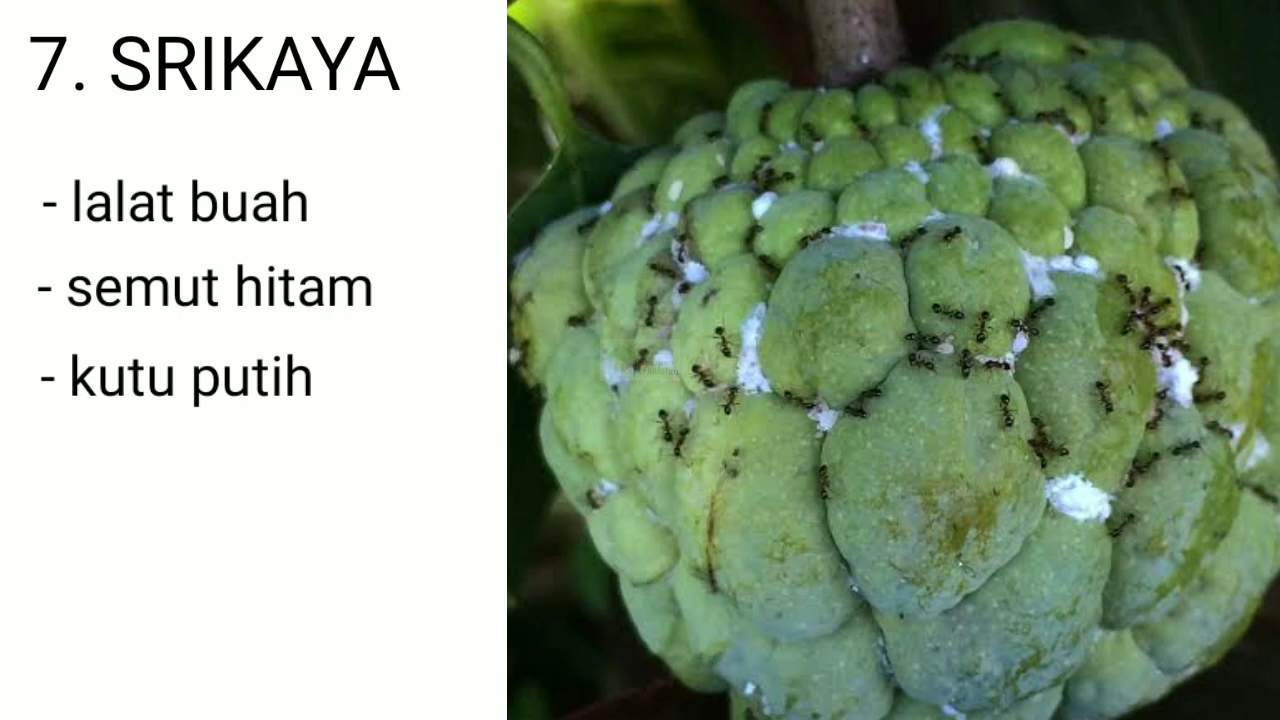 7. SRIKAYA
- lalat buah
- semut hitam
- kutu putih